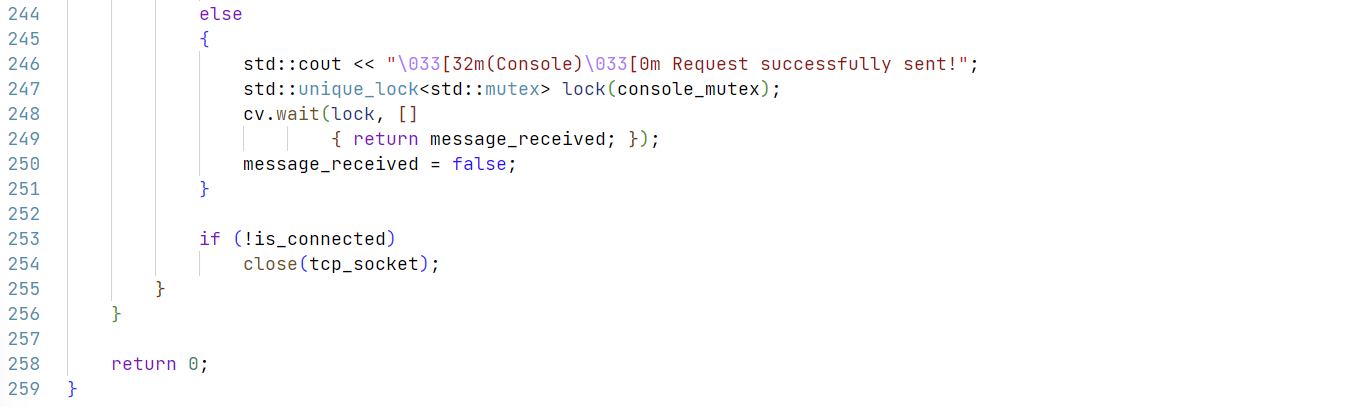 244 else
245 {
246 std::cout << "\033[32m(Console)\033[0m Request successfully sent!";
247 std::unique_lock<std::mutex> lock(console_mutex);
248 cv.wait(lock, []
249 { return message_received; });
250 message_received = false;
251 }
252
253 if (!is_connected)
254 close(tcp_socket);
255 }
256 }
257
258 return 0;
259 }